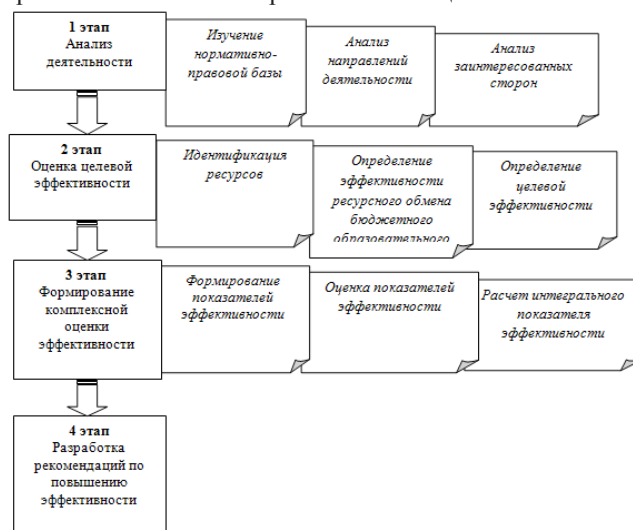 1 этап
Анализ
деятельности
Изучение
нормативно-
правовой базы
Анализ
направлений
деятельности
Анализ
заинтересованных
сторон
2 этап
Оценка целевой
эффективности
Идентификация
ресурсов
Определение
эффективности
ресурсного обмена
бюджетного
образовательного
Определение
целевой
эффективности
3 этап
Формирование
комплексной
оценки
эффективности
Формирование
показателей
эффективности
Оценка показателей
эффективности
Расчет интегрального
показателя
эффективности
4 этап
Разработка
рекомендаций по
повышению
эффективности